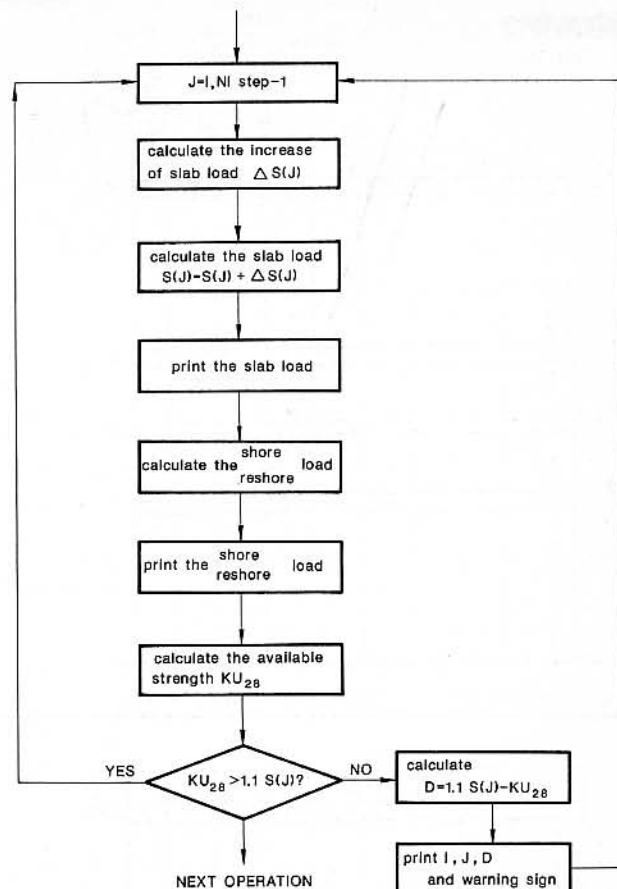 J=I,NI step-1
calculate the increase
of slab load △S(J)
calculate the slab load
S(J)-S(J) + △S(J)
print the slab load
shore
calculate the load
reshore
shore
print the load
reshore
calculate the available
strength KU₂₈
YES
KU₂₈ >1.1 S(J)?
NO
calculate
D=1.1 S(J)-KU₂₈
NEXT OPERATION
print I, J, D
and warning sign